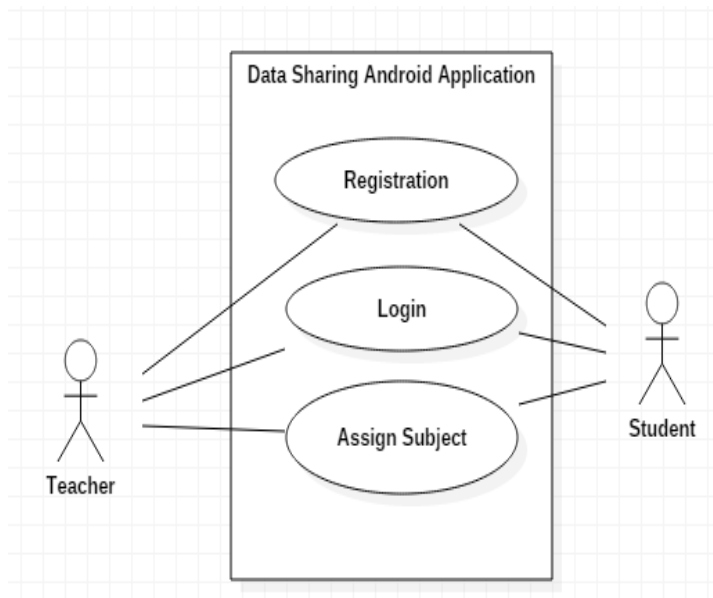 Data Sharing Android Application
Registration
Login
Assign Subject
Teacher
Student